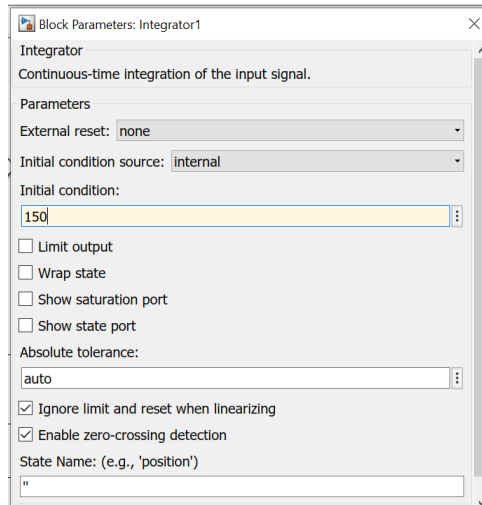 Block Parameters: Integrator1
Integrator
Continuous-time integration of the input signal.
Parameters
External reset: none
Initial condition source: internal
Initial condition:
150
Limit output
Wrap state
Show saturation port
Show state port
Absolute tolerance:
auto
Ignore limit and reset when linearizing
Enable zero-crossing detection
State Name: (e.g., 'position')
''